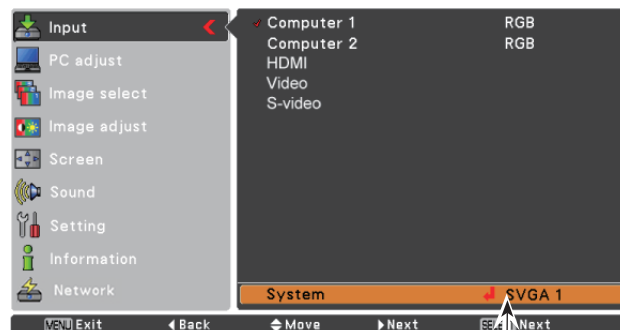 Input
PC adjust
Image select
Image adjust
Screen
Sound
Setting
Information
Network
Computer 1 RGB
Computer 2 RGB
HDMI
Video
S-video
System SVGA 1
MENU Exit Back Move Next Next